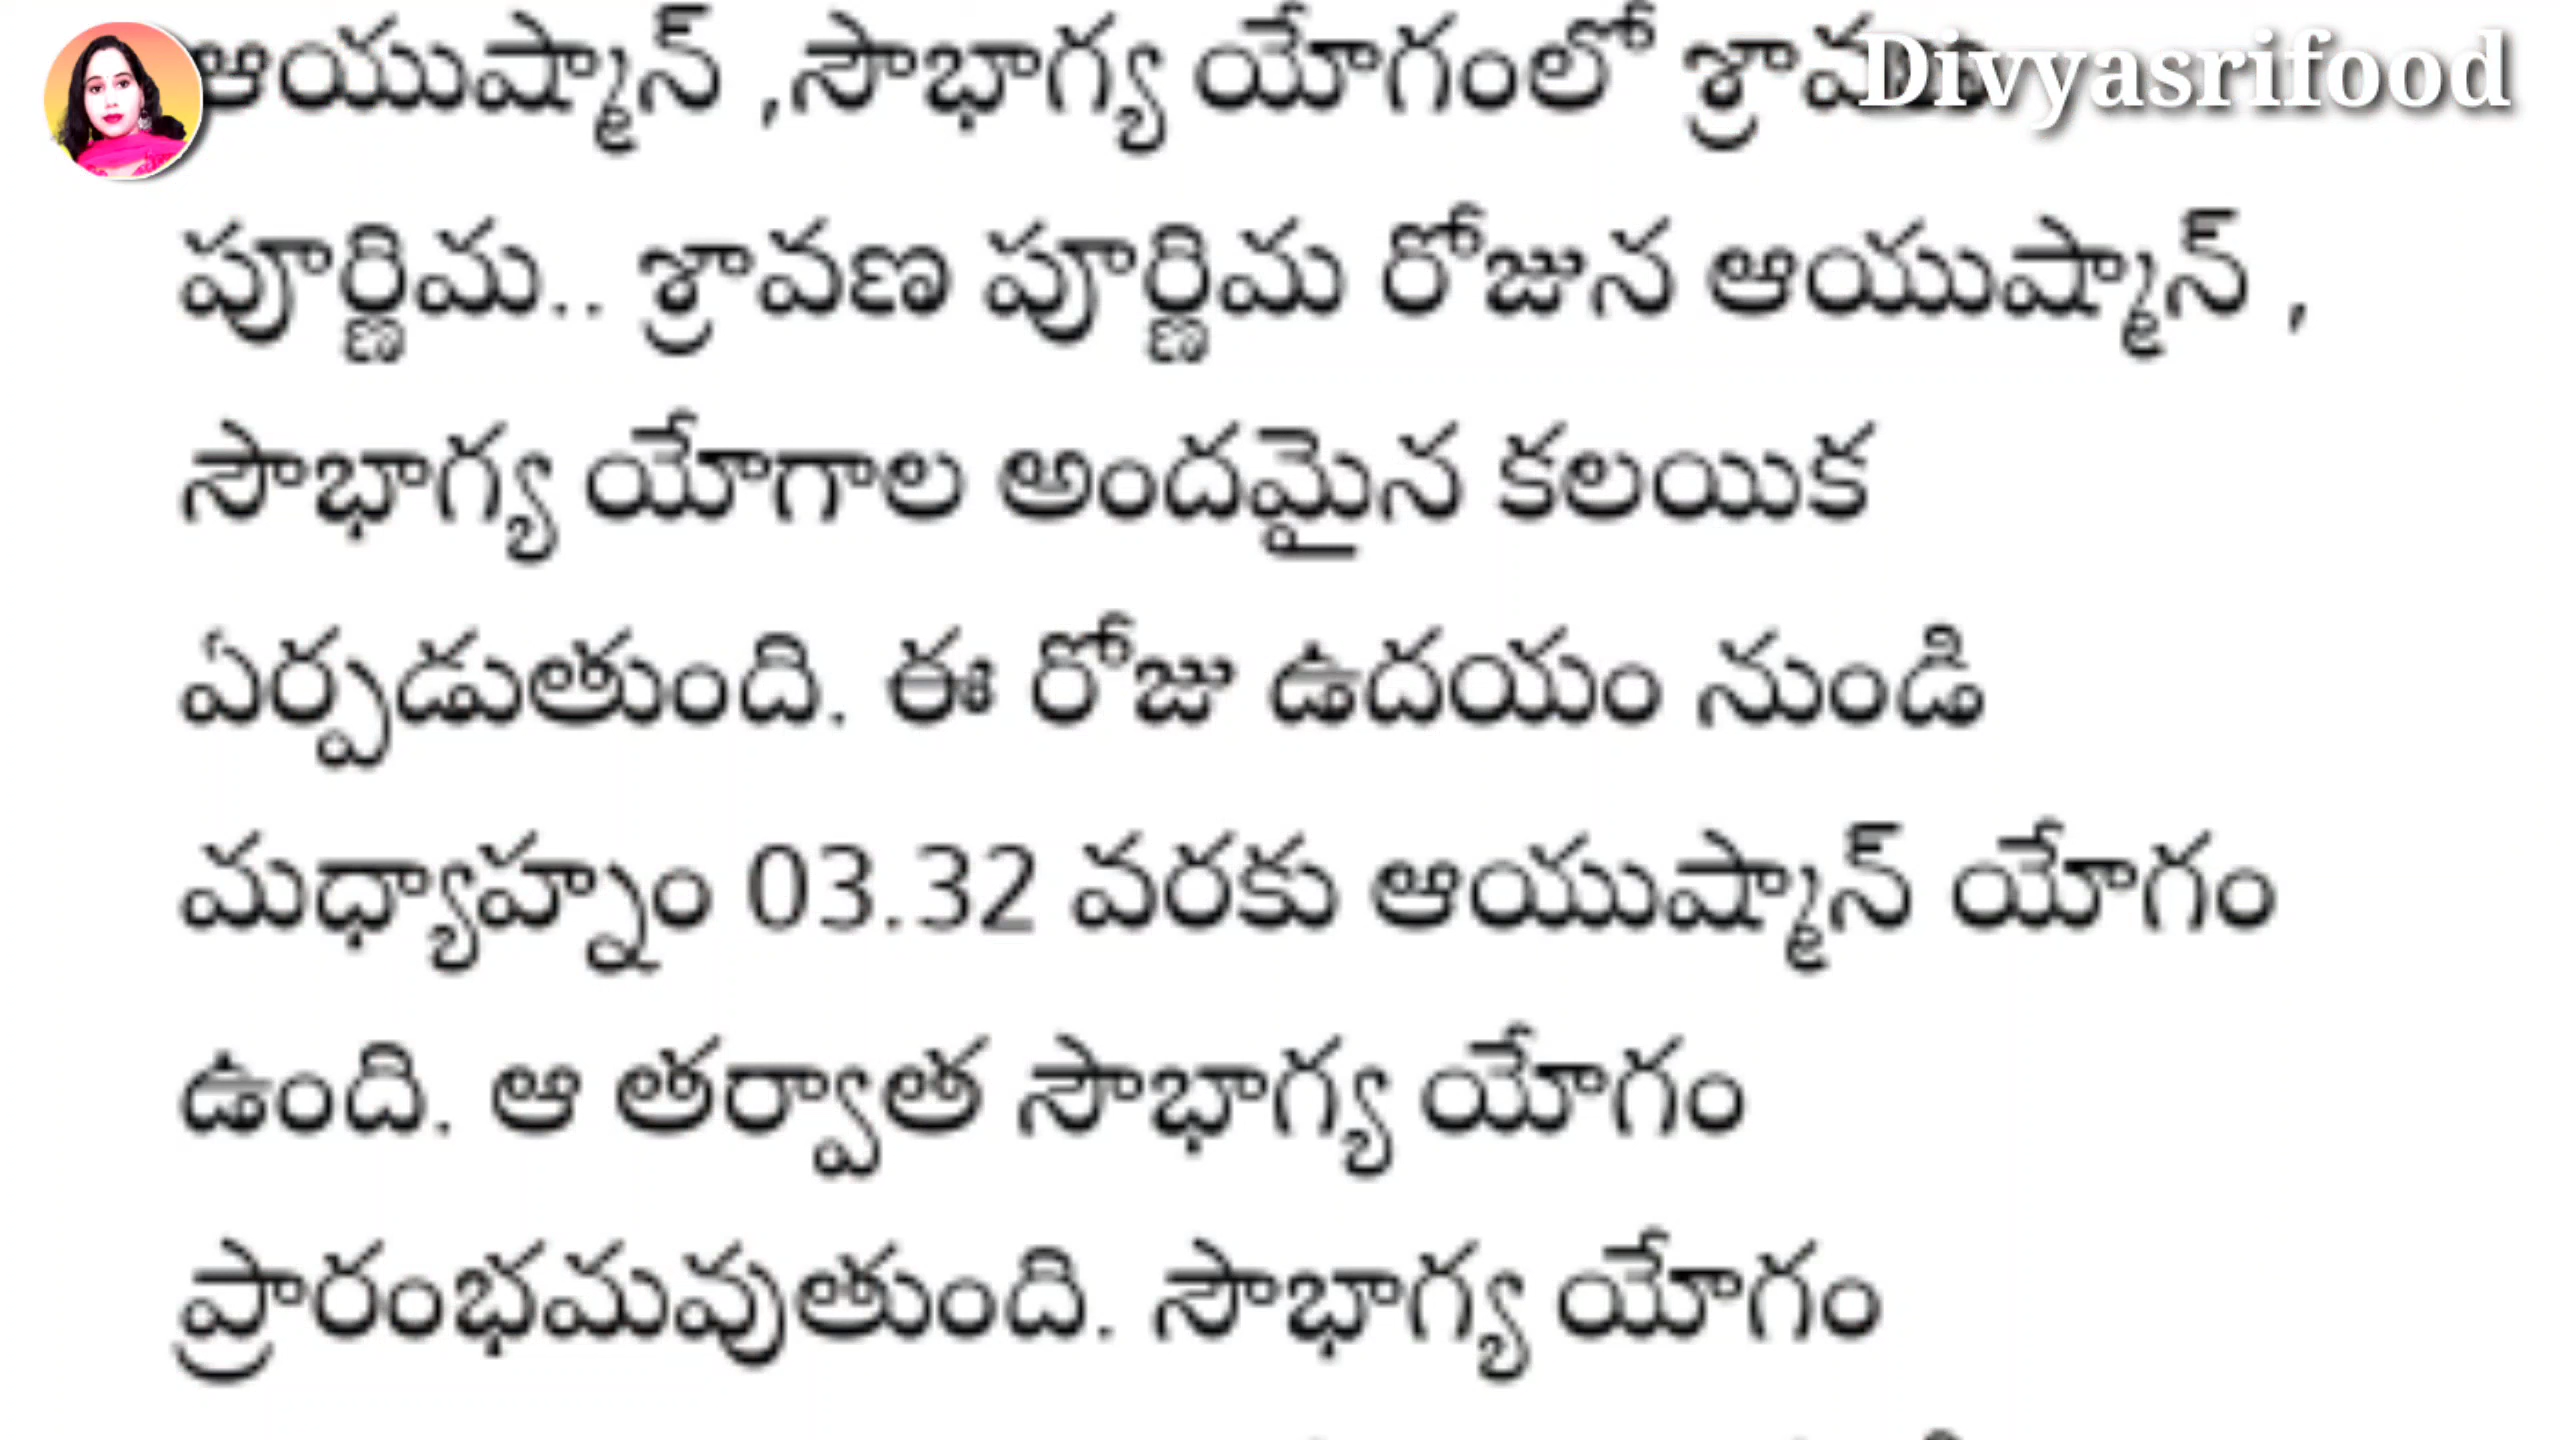 ఆయుష్మాన్ ,సౌభాగ్య యోగంలో
Divyasrifood
పూర్ణిమ.. శ్రావణ పూర్ణిమ రోజున ఆయుష్మాన్ ,
సౌభాగ్య యోగాల అందమైన కలయిక
ఏర్పడుతుంది. ఈ రోజు ఉదయం నుండి
మధ్యాహ్నం 03.32 వరకు ఆయుష్మాన్ యోగం
ఉంది. ఆ తర్వాత సౌభాగ్య యోగం
ప్రారంభమవుతుంది. సౌభాగ్య యోగం